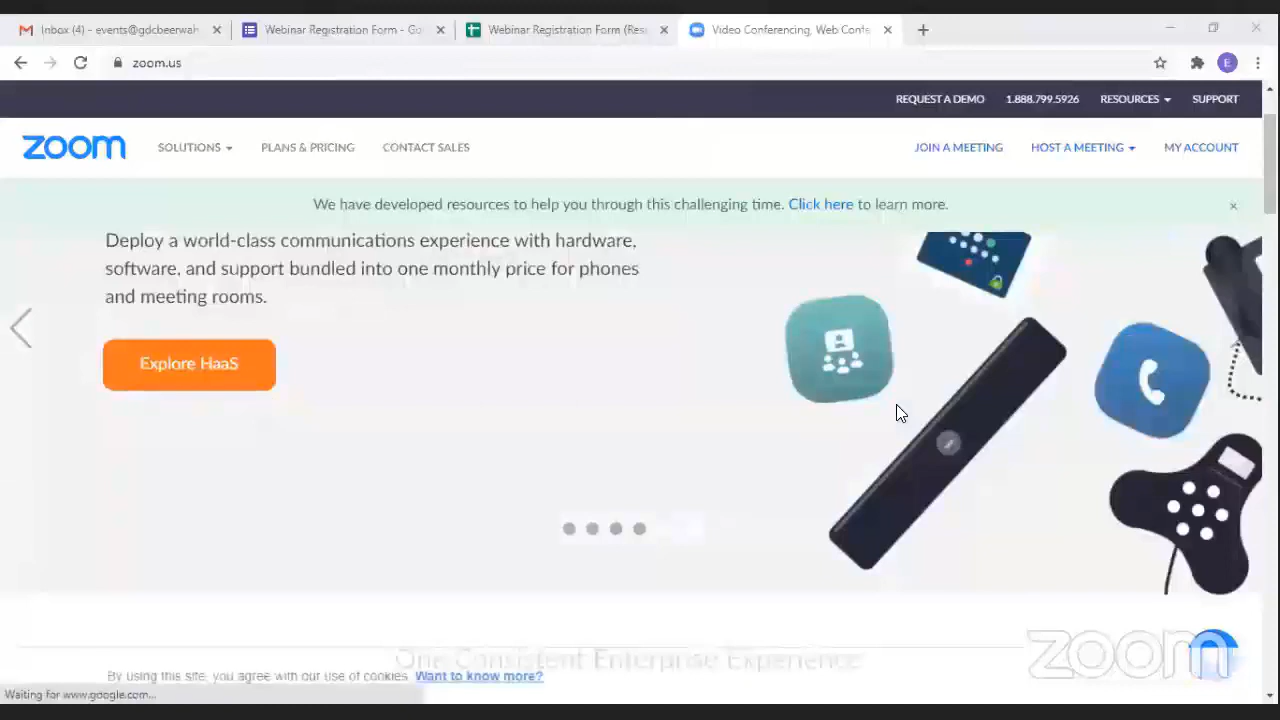 Inbox (4) - events@gdcbeerwah
Webinar Registration Form - Go
Webinar Registration Form (Res
Video Conferencing, Web Confe
zoom.us
E
REQUEST A DEMO
1.888.799.5926
RESOURCES
SUPPORT
zoom
SOLUTIONS
PLANS & PRICING
CONTACT SALES
JOIN A MEETING
HOST A MEETING
MY ACCOUNT
We have developed resources to help you through this challenging time. Click here to learn more.
Deploy a world-class communications experience with hardware,
software, and support bundled into one monthly price for phones
and meeting rooms.
Explore HaaS
One Consistent Enterprise Experience
zoom
By using this site, you agree with our use of cookies. Want to know more?
Waiting for www.google.com...